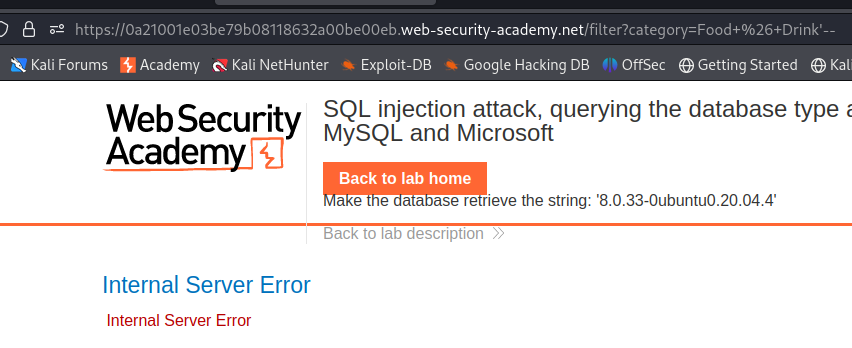 https://0a21001e03be79b08118632a00be00eb.web-security-academy.net/filter?category=Food+%26+Drink'--
Kali Forums Academy Kali NetHunter Exploit-DB Google Hacking DB OffSec Getting Started Kal
WebSecurity
Academy
SQL injection attack, querying the database type a
MySQL and Microsoft
Back to lab home
Make the database retrieve the string: '8.0.33-0ubuntu0.20.04.4'
Back to lab description
Internal Server Error
Internal Server Error